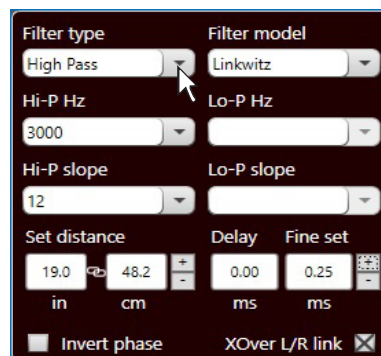 Filter type Filter model
High Pass Linkwitz
Hi-P Hz Lo-P Hz
3000
Hi-P slope Lo-P slope
12
Set distance Delay Fine set
19.0 48.2 + - 0.00 0.25 + -
in cm ms ms
Invert phase XOver L/R link